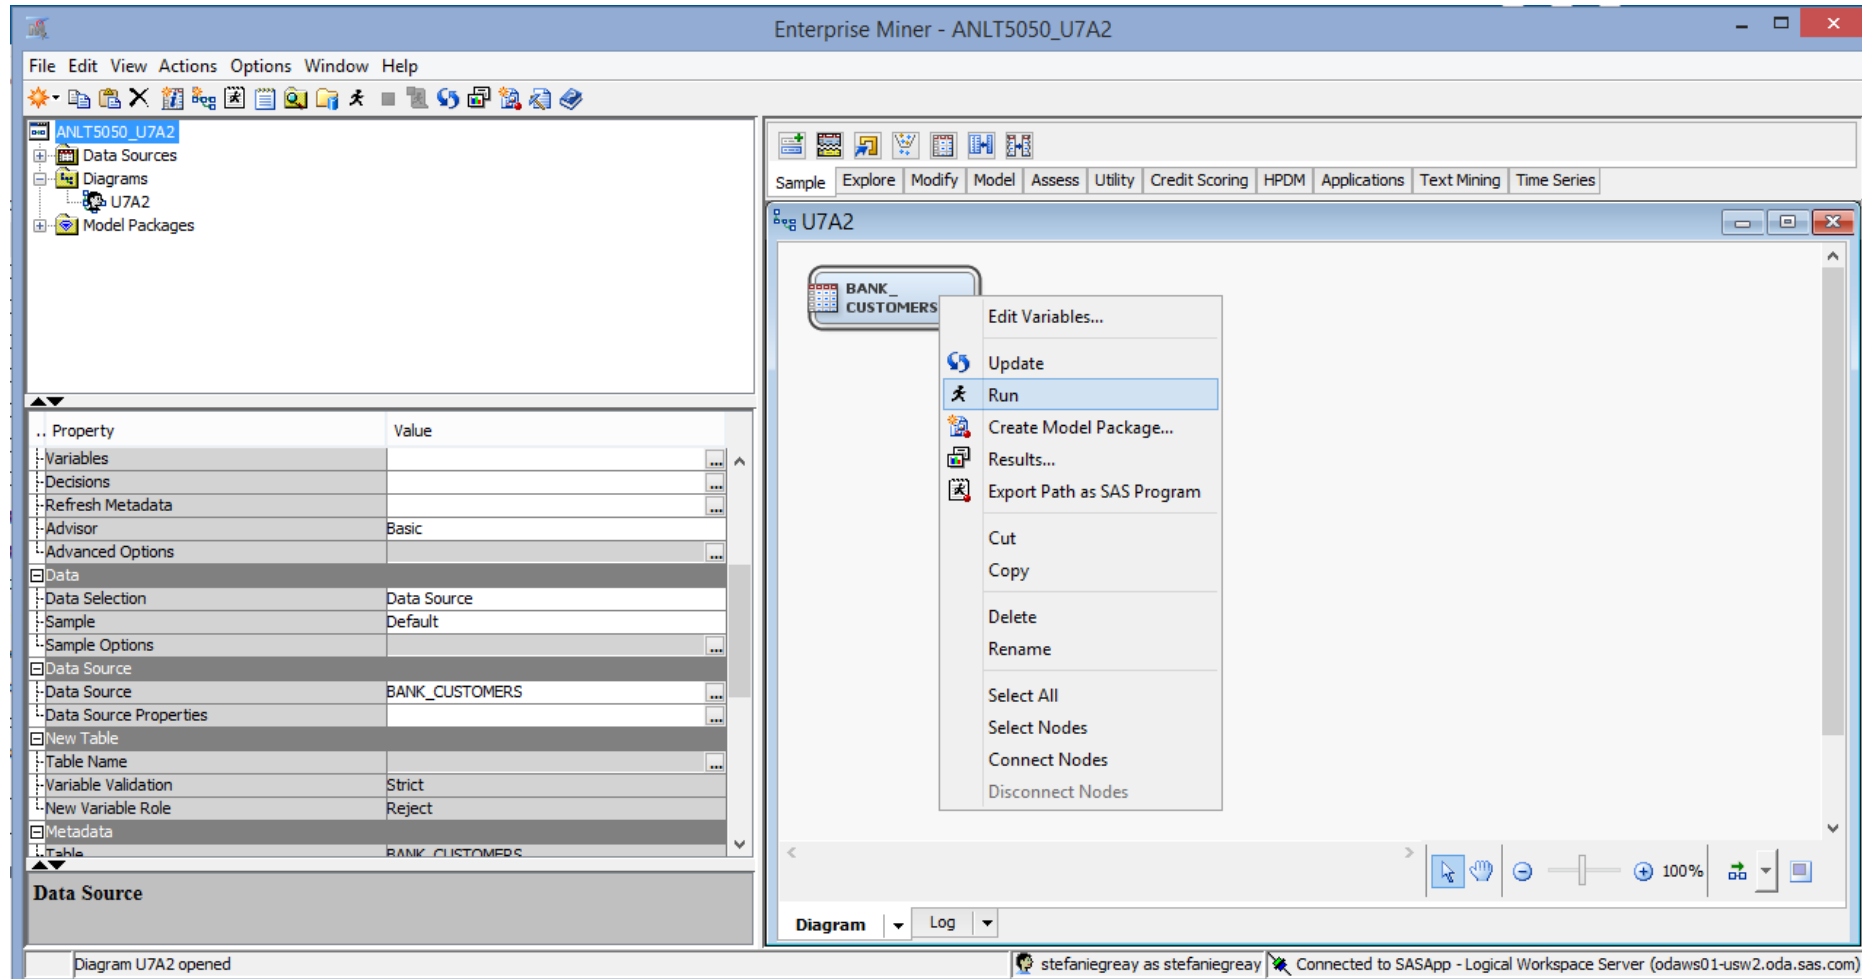 Enterprise Miner - ANLT5050_U7A2
File Edit View Actions Options Window Help
ANLT5050_U7A2
Data Sources
Diagrams
U7A2
Model Packages
.. Property Value
Variables
Decisions
Refresh Metadata
Advisor Basic
Advanced Options
Data
Data Selection Data Source
Sample Default
Sample Options
Data Source
Data Source BANK_CUSTOMERS
Data Source Properties
New Table
Table Name
Variable Validation Strict
New Variable Role Reject
Metadata
Table BANK_CUSTOMERS
Data Source
Sample Explore Modify Model Assess Utility Credit Scoring HPDM Applications Text Mining Time Series
U7A2
BANK_
CUSTOMERS
Edit Variables...
Update
Run
Create Model Package...
Results...
Export Path as SAS Program
Cut
Copy
Delete
Rename
Select All
Select Nodes
Connect Nodes
Disconnect Nodes
100%
Diagram Log
Diagram U7A2 opened
stefaniegreay as stefaniegreay Connected to SASApp - Logical Workspace Server (odaws01-usw2.oda.sas.com)